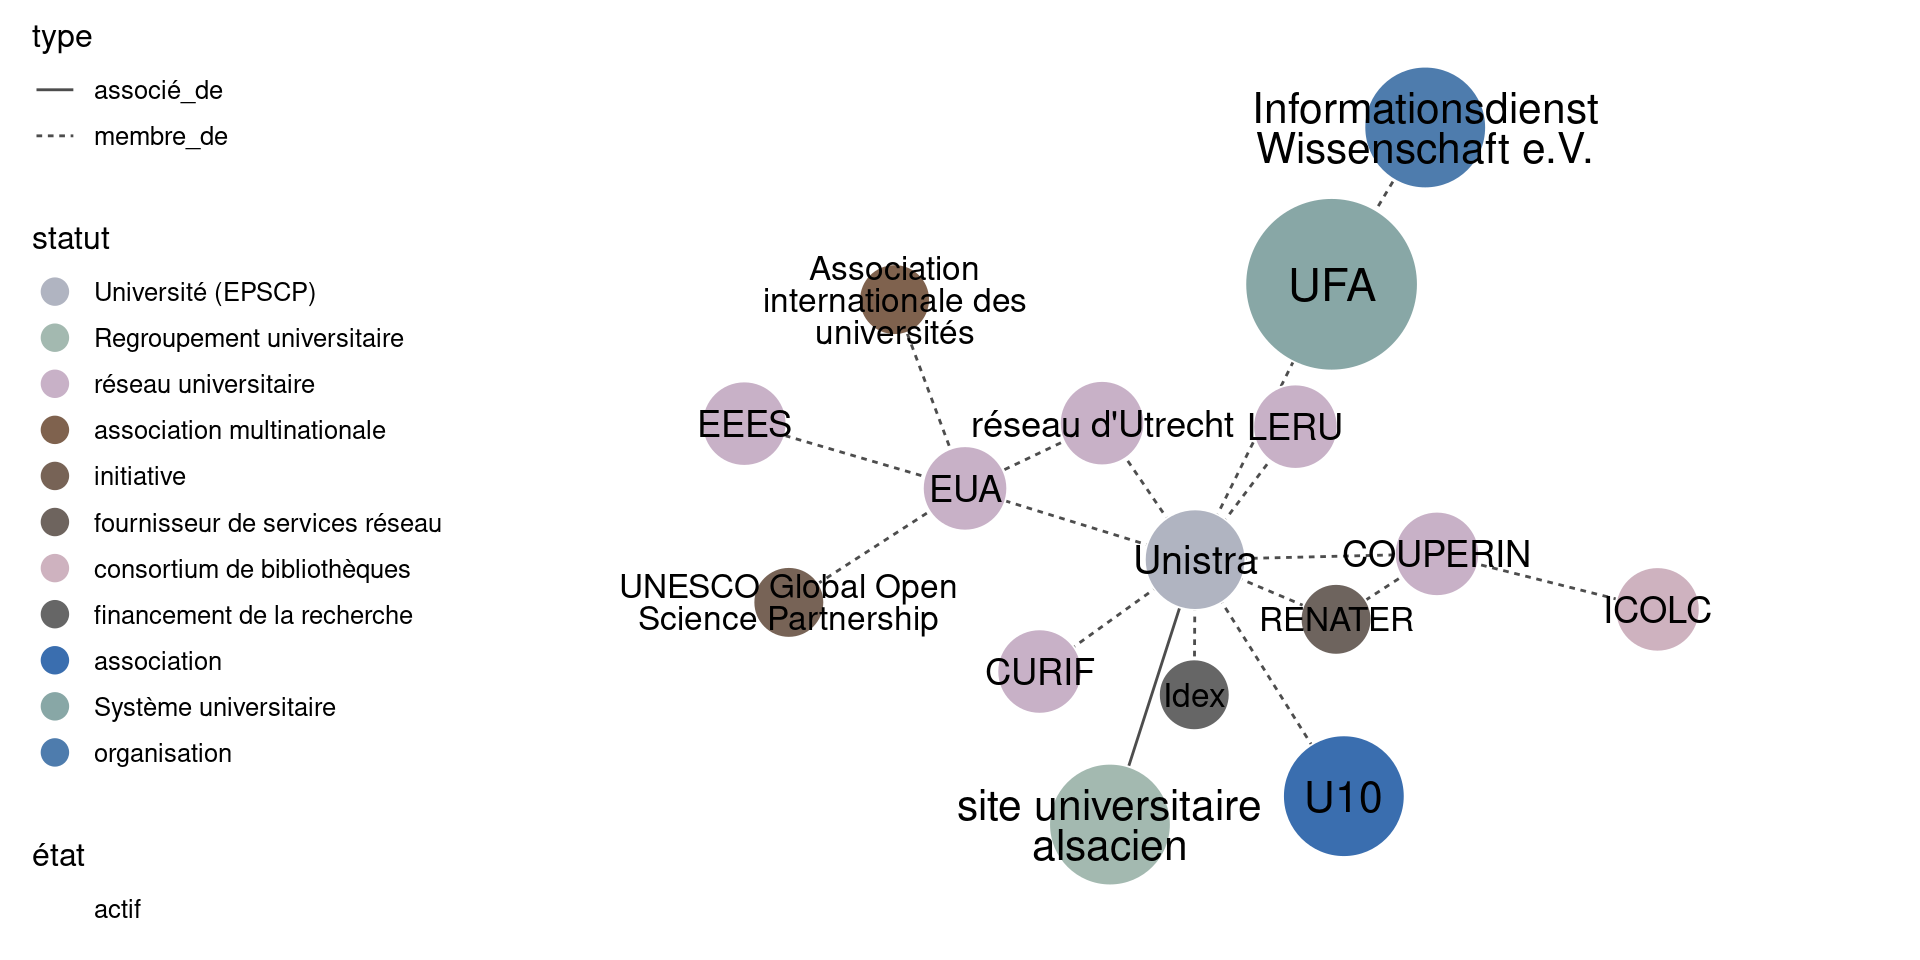 type
associé_de
membre_de
statut
Université (EPSCP)
Regroupement universitaire
réseau universitaire
association multinationale
initiative
fournisseur de services réseau
consortium de bibliothèques
financement de la recherche
association
Système universitaire
organisation
état
actif
Informationsdienst
Wissenschaft e.V.
UFA
Association
internationale des
universités
EEES
réseau d'Utrecht
LERU
EUA
Unistra
COUPERIN
UNESCO Global Open
Science Partnership
RENATER
ICOLC
CURIF
Idex
site universitaire
alsacien
U10